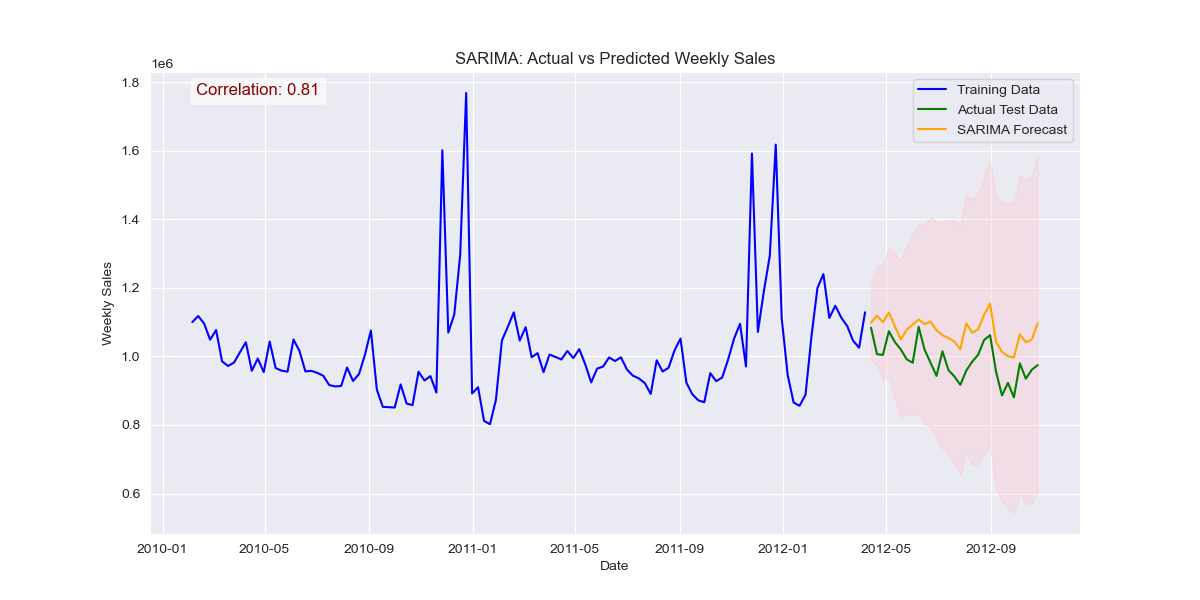 SARIMA: Actual vs Predicted Weekly Sales
1e6
Correlation: 0.81
Training Data
Actual Test Data
SARIMA Forecast
1.8
1.6
1.4
1.2
1.0
0.8
0.6
Weekly Sales
2010-01 2010-05 2010-09 2011-01 2011-05 2011-09 2012-01 2012-05 2012-09
Date